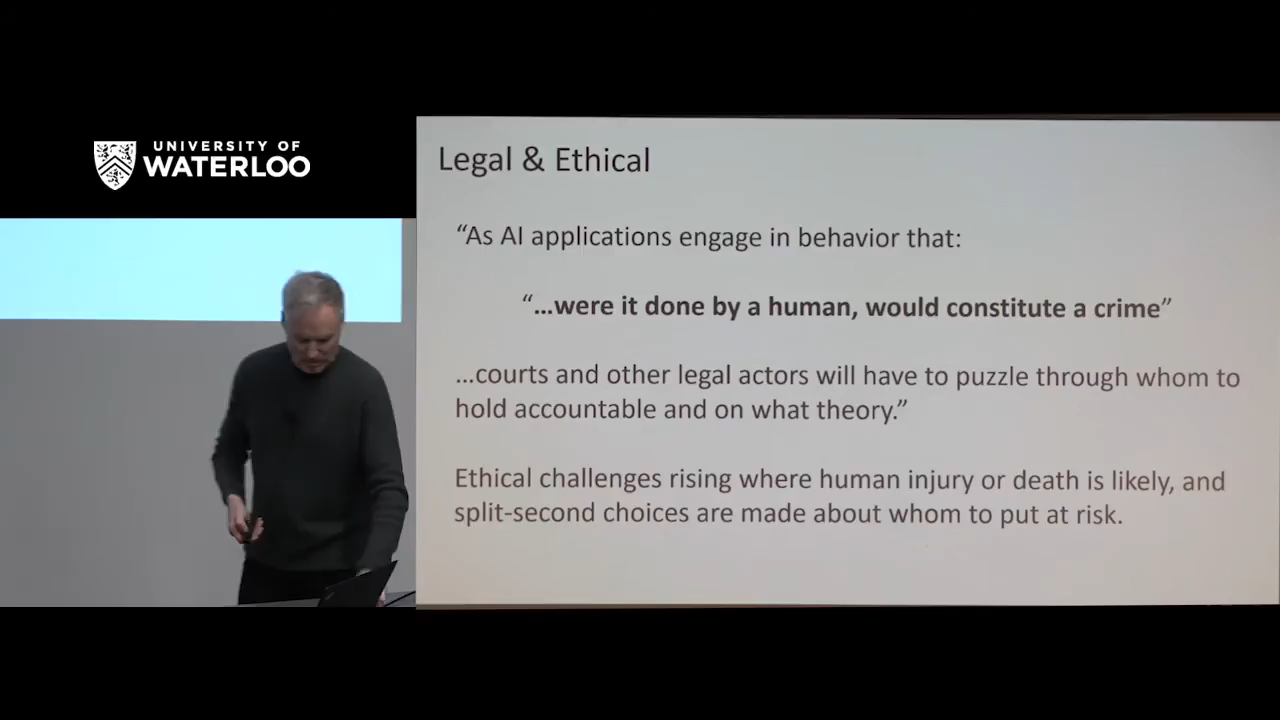 UNIVERSITY OF
WATERLOO
Legal & Ethical
“As AI applications engage in behavior that:
“…were it done by a human, would constitute a crime”
…courts and other legal actors will have to puzzle through whom to
hold accountable and on what theory.”
Ethical challenges rising where human injury or death is likely, and
split-second choices are made about whom to put at risk.